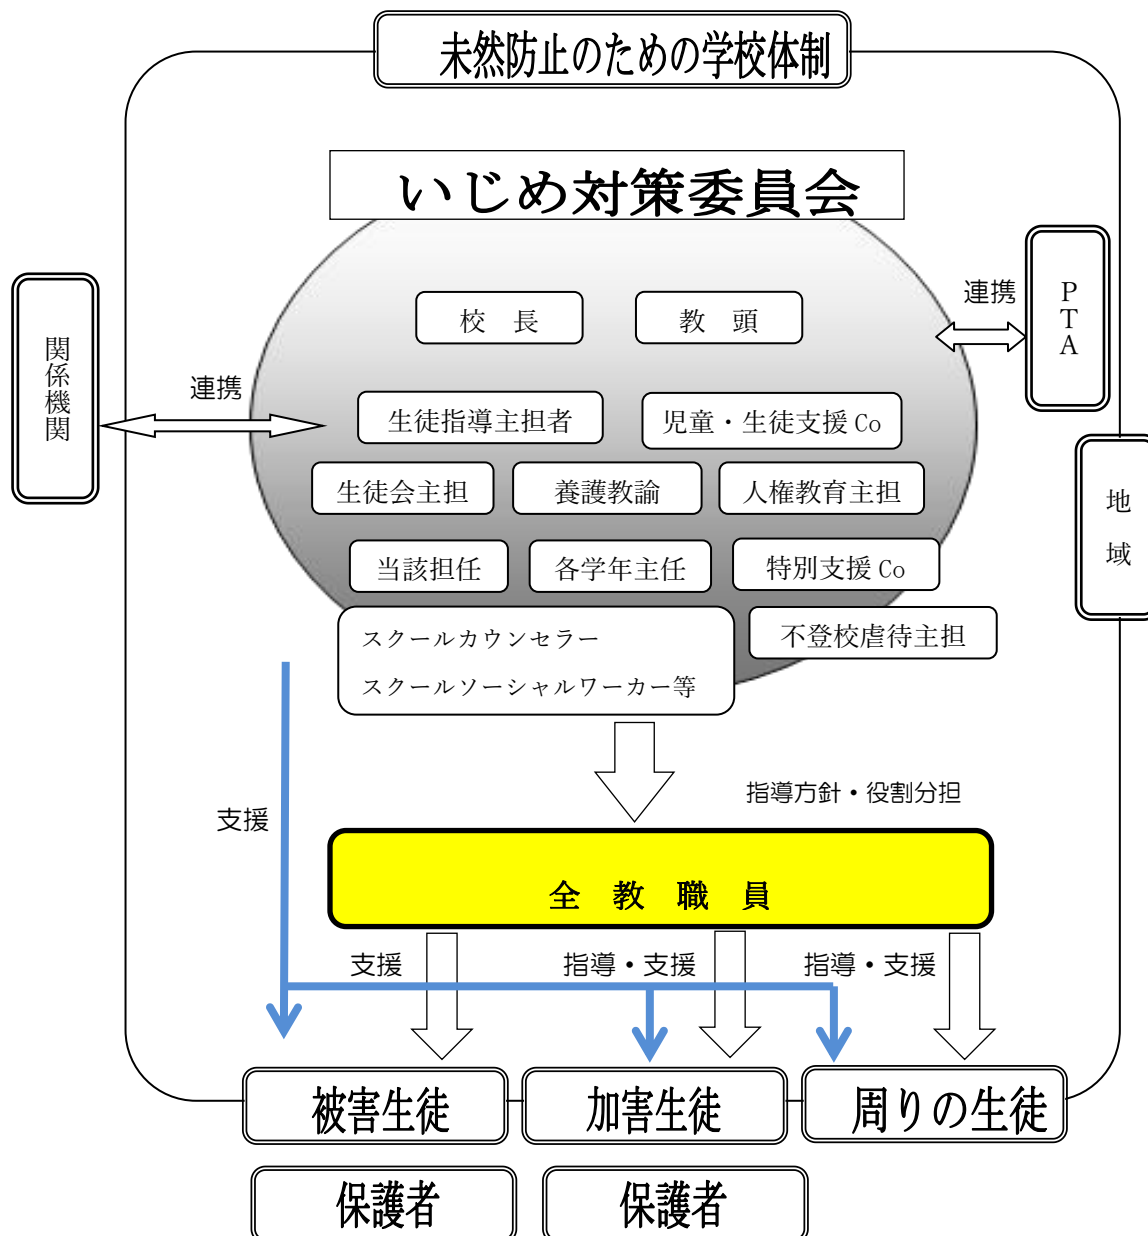 未然防止のための学校体制
いじめ対策委員会
校　長
教　頭
連携
PTA
関係機関
連携
生徒指導主担者
児童・生徒支援 Co
生徒会主担
養護教諭
人権教育主担
地　域
当該担任
各学年主任
特別支援 Co
スクールカウンセラー
スクールソーシャルワーカー等
不登校虐待主担
指導方針・役割分担
支援
全　教　職　員
支援
指導・支援
指導・支援
被害生徒
加害生徒
周りの生徒
保護者
保護者